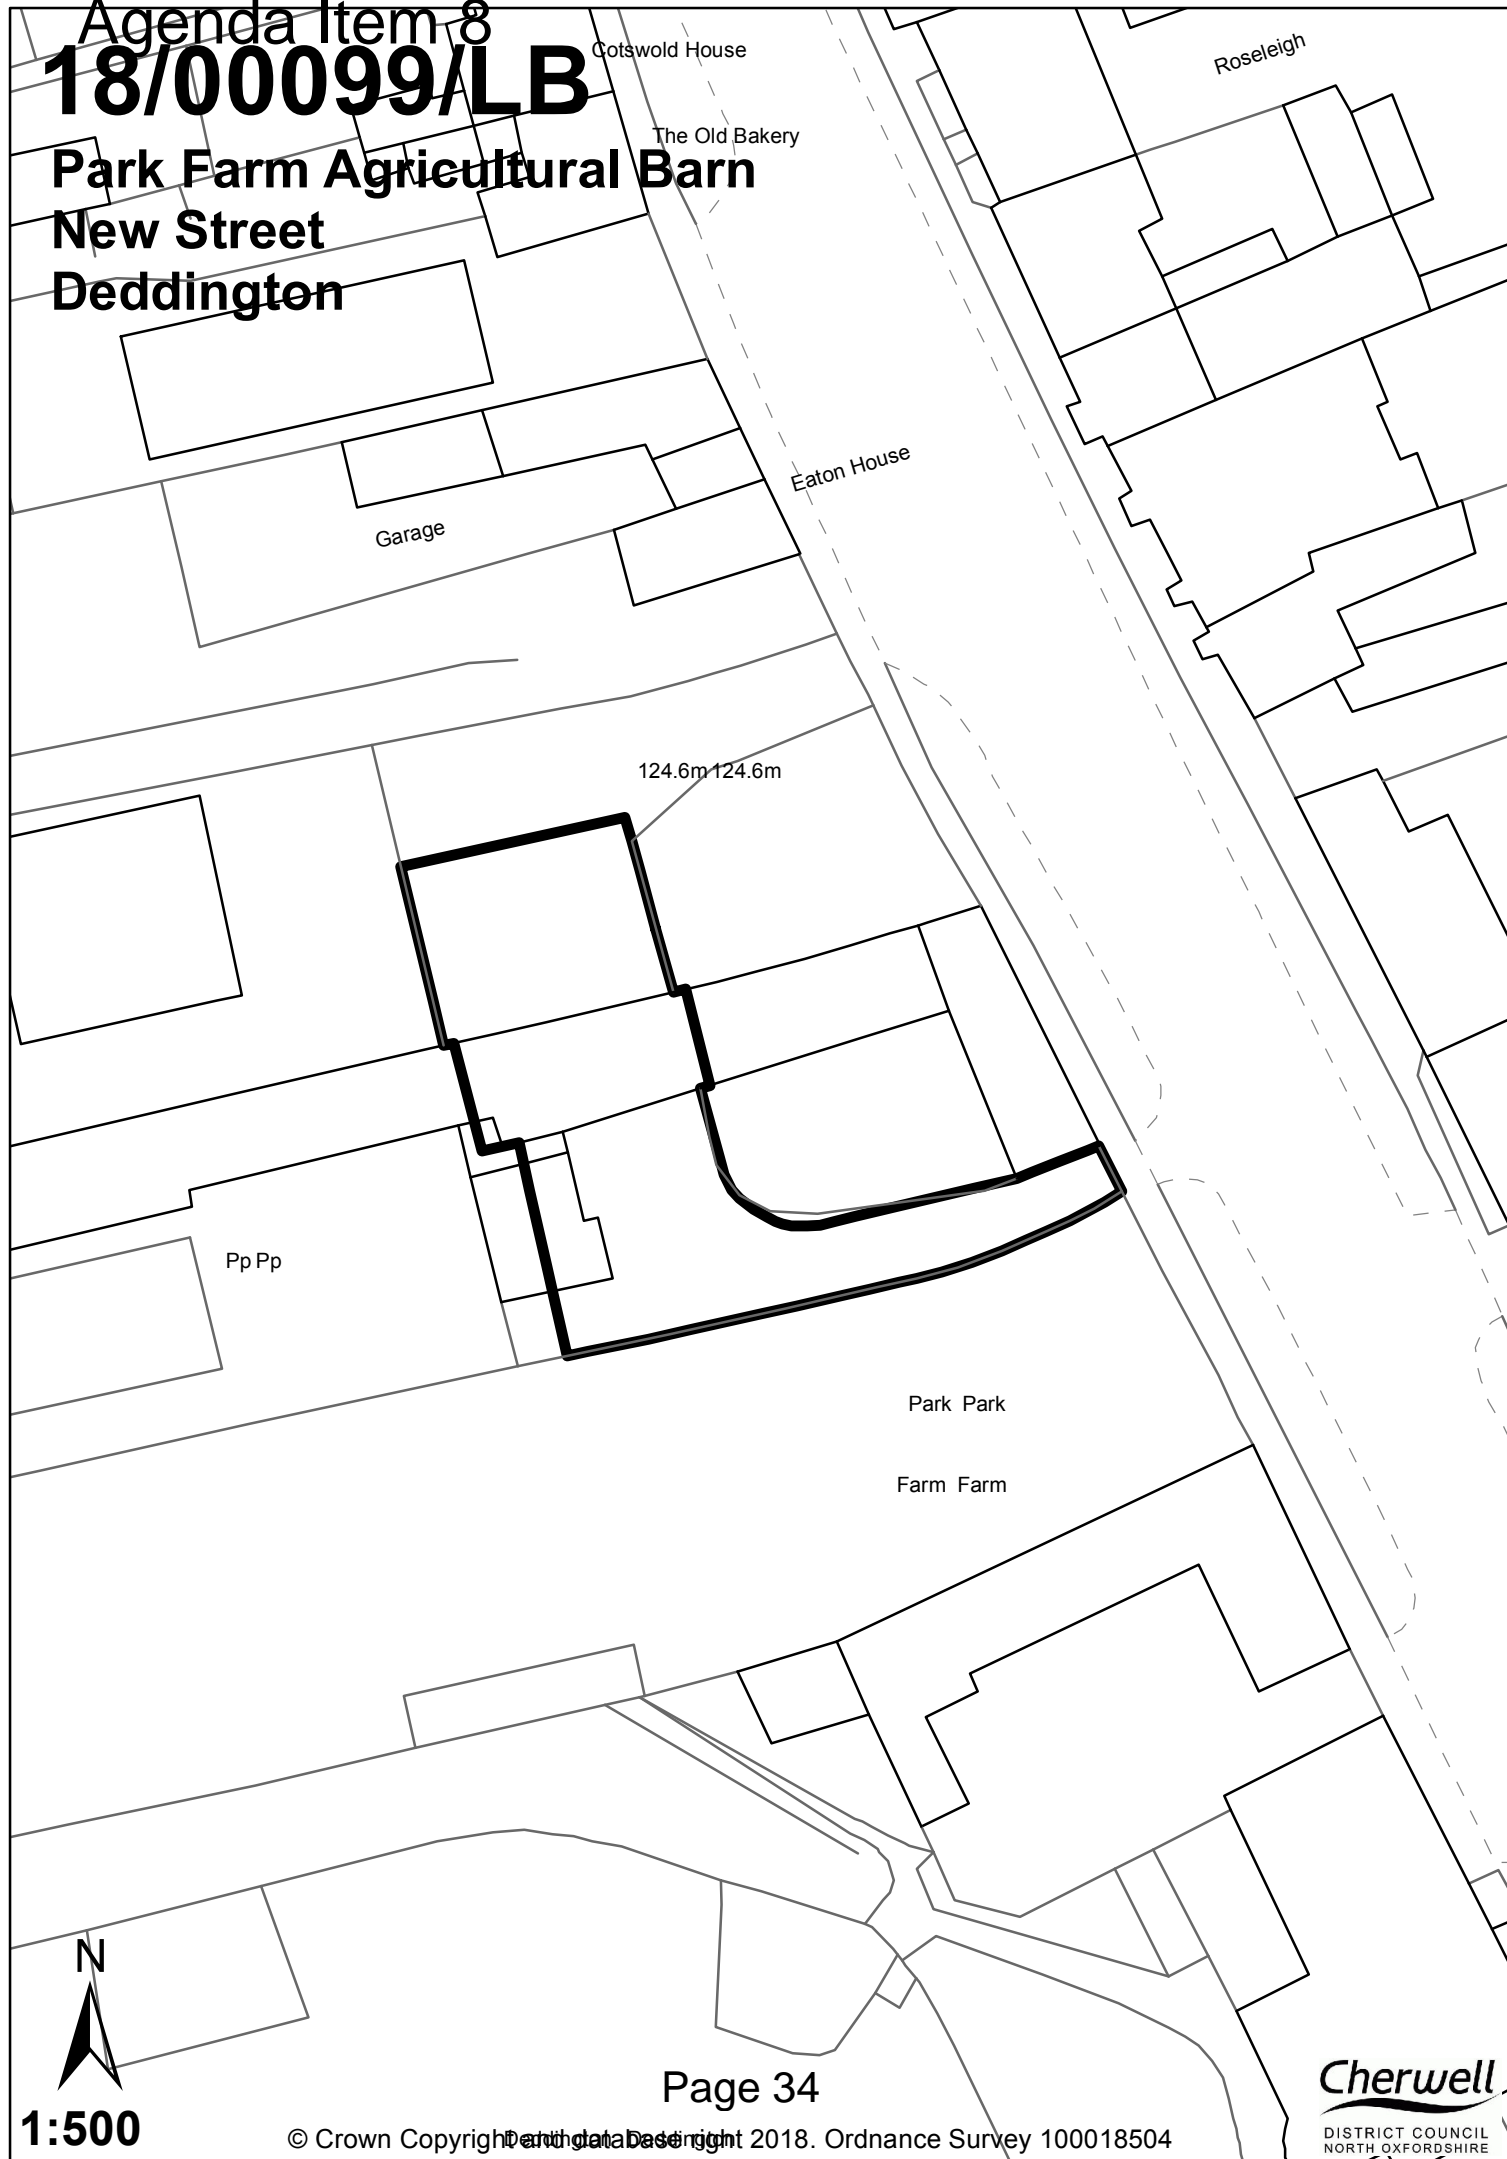 Agenda Item 8
18/00099/LB
Park Farm Agricultural Barn
New Street
Deddington
Cotswold House
The Old Bakery
Roseleigh
Eaton House
Garage
124.6m 124.6m
Pp Pp
Park Park
Farm Farm
N
1:500
Page 34
© Crown Copyright and database right 2018. Ordnance Survey 100018504
Deddington Deddington
Cherwell
DISTRICT COUNCIL
NORTH OXFORDSHIRE